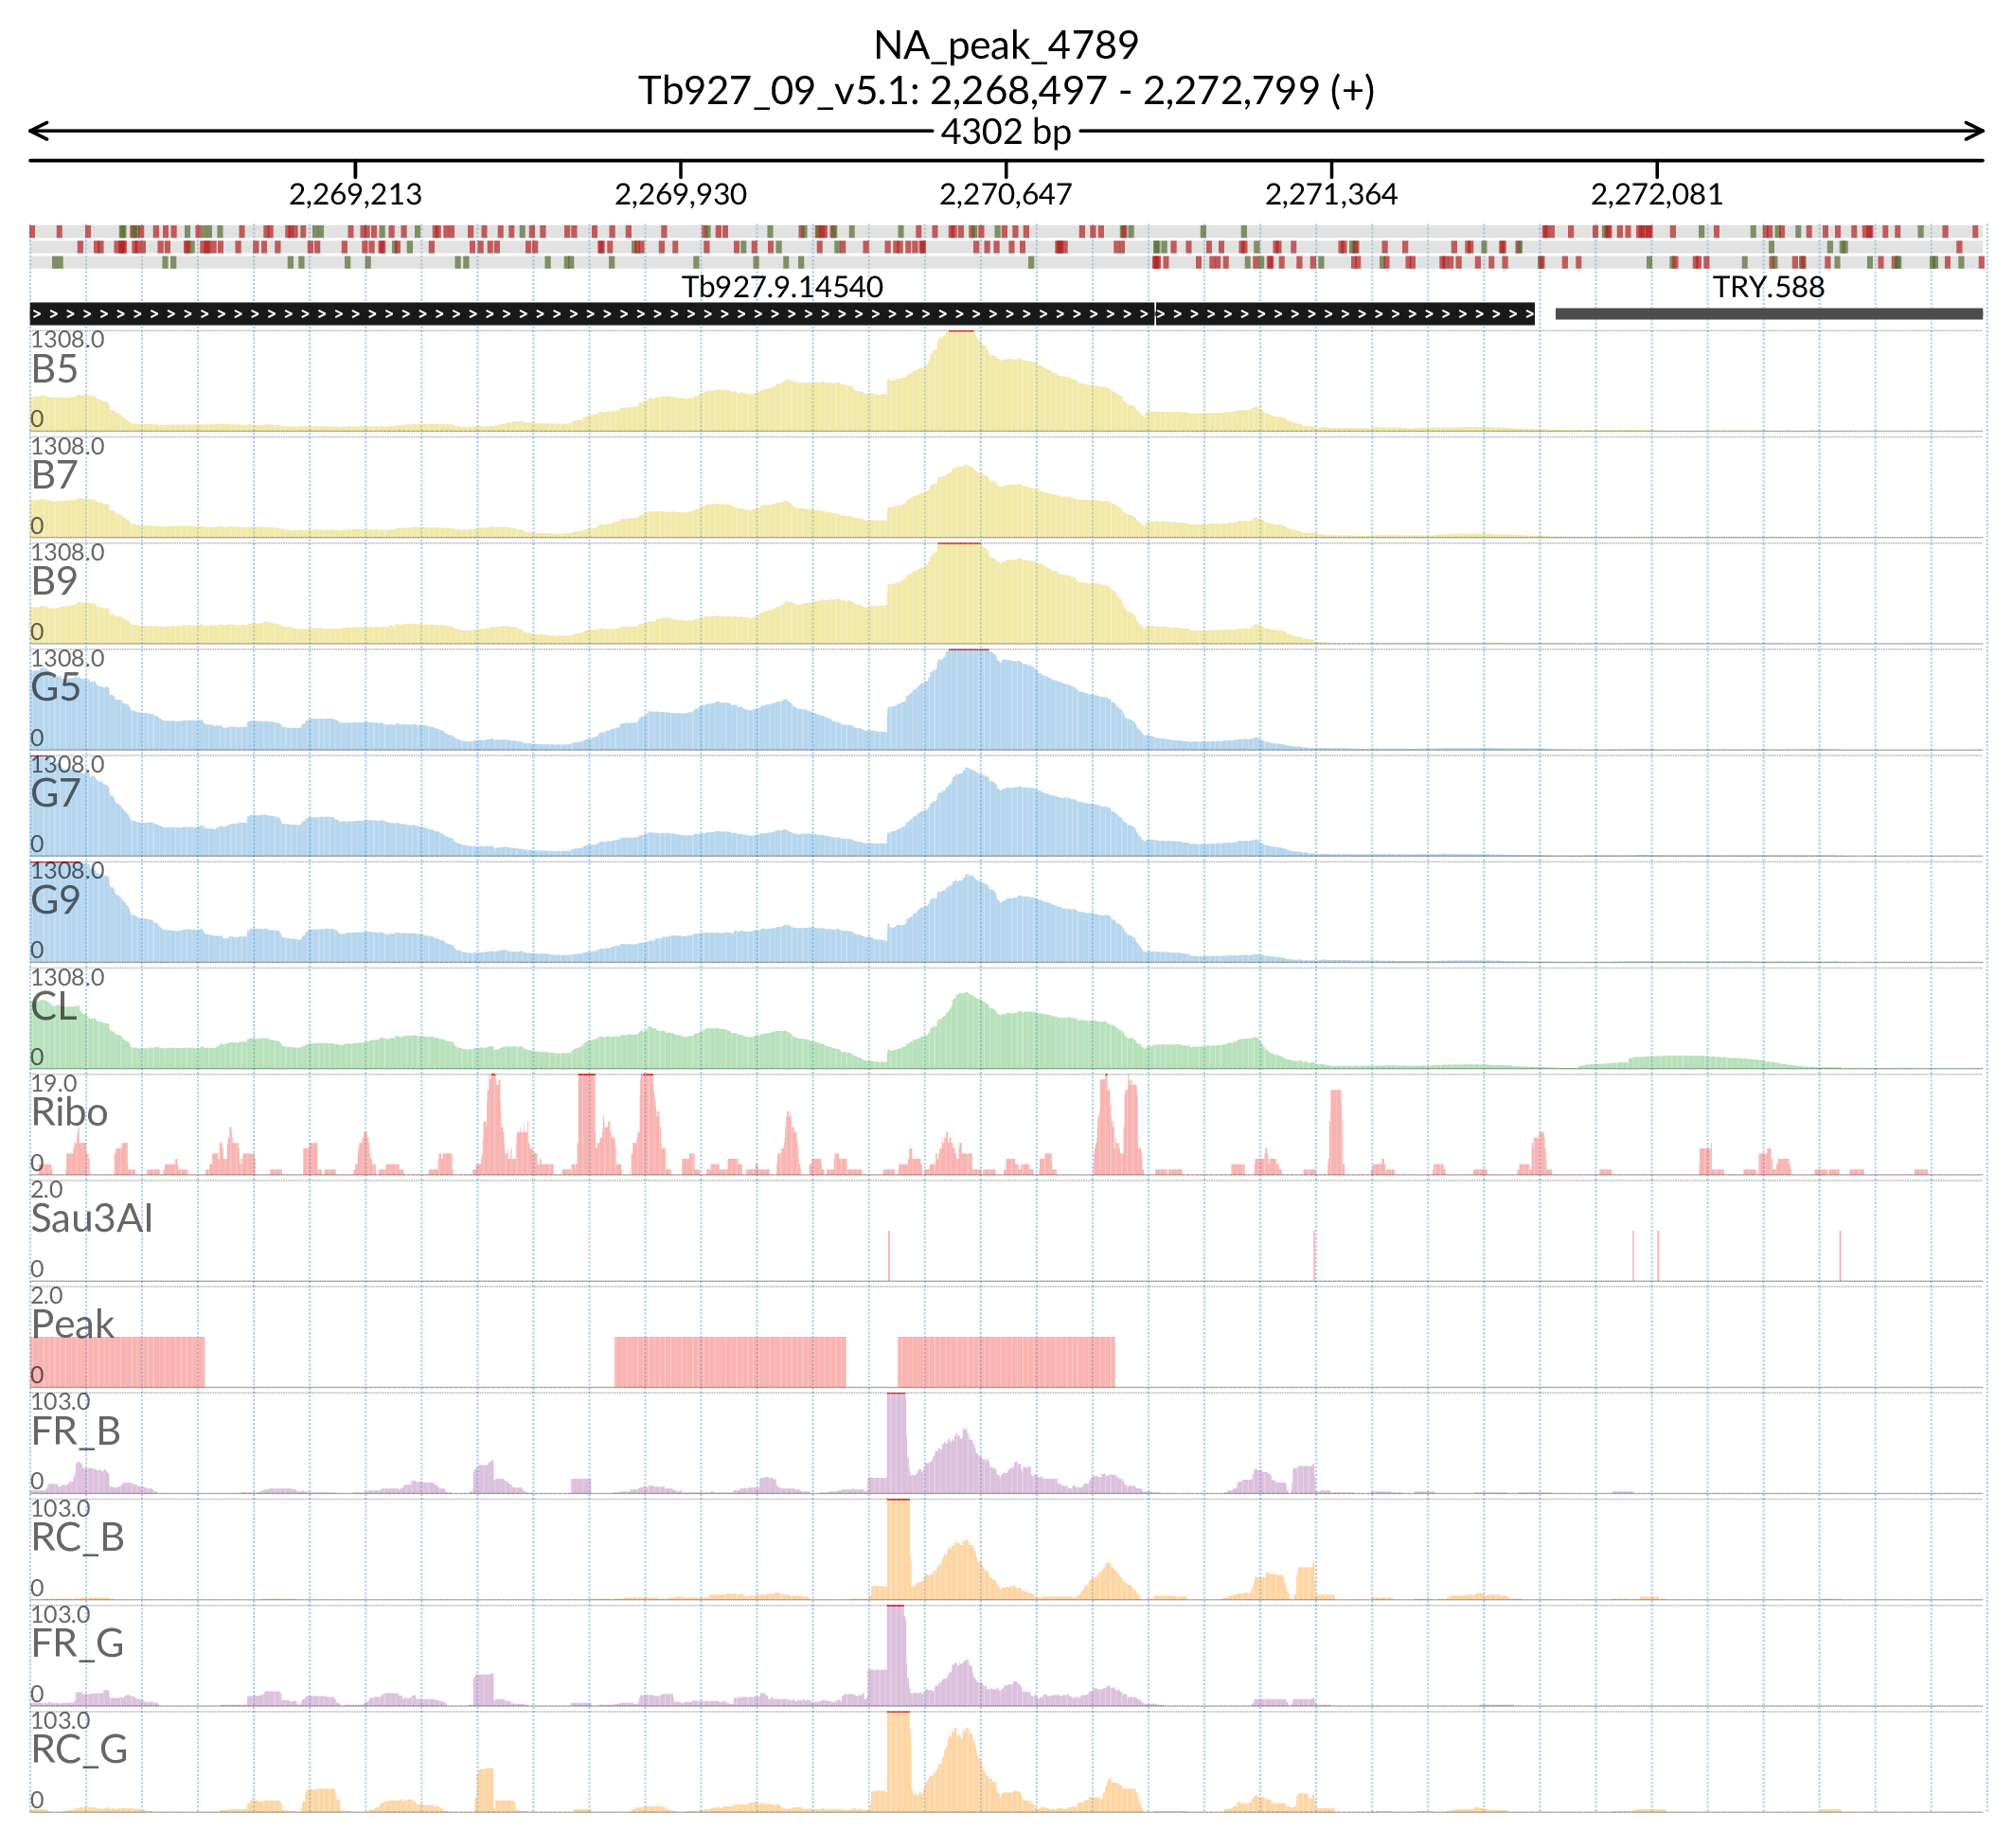 NA_peak_4789
Tb927_09_v5.1: 2,268,497 - 2,272,799 (+)
4302 bp
2,269,213 2,269,930 2,270,647 2,271,364 2,272,081
Tb927.9.14540 TRY.588
1308.0
B5
0
1308.0
B7
0
1308.0
B9
0
1308.0
G5
0
1308.0
G7
0
1308.0
G9
0
1308.0
CL
0
19.0
Ribo
0
2.0
Sau3AI
0
2.0
Peak
0
103.0
FR_B
0
103.0
RC_B
0
103.0
FR_G
0
103.0
RC_G
0